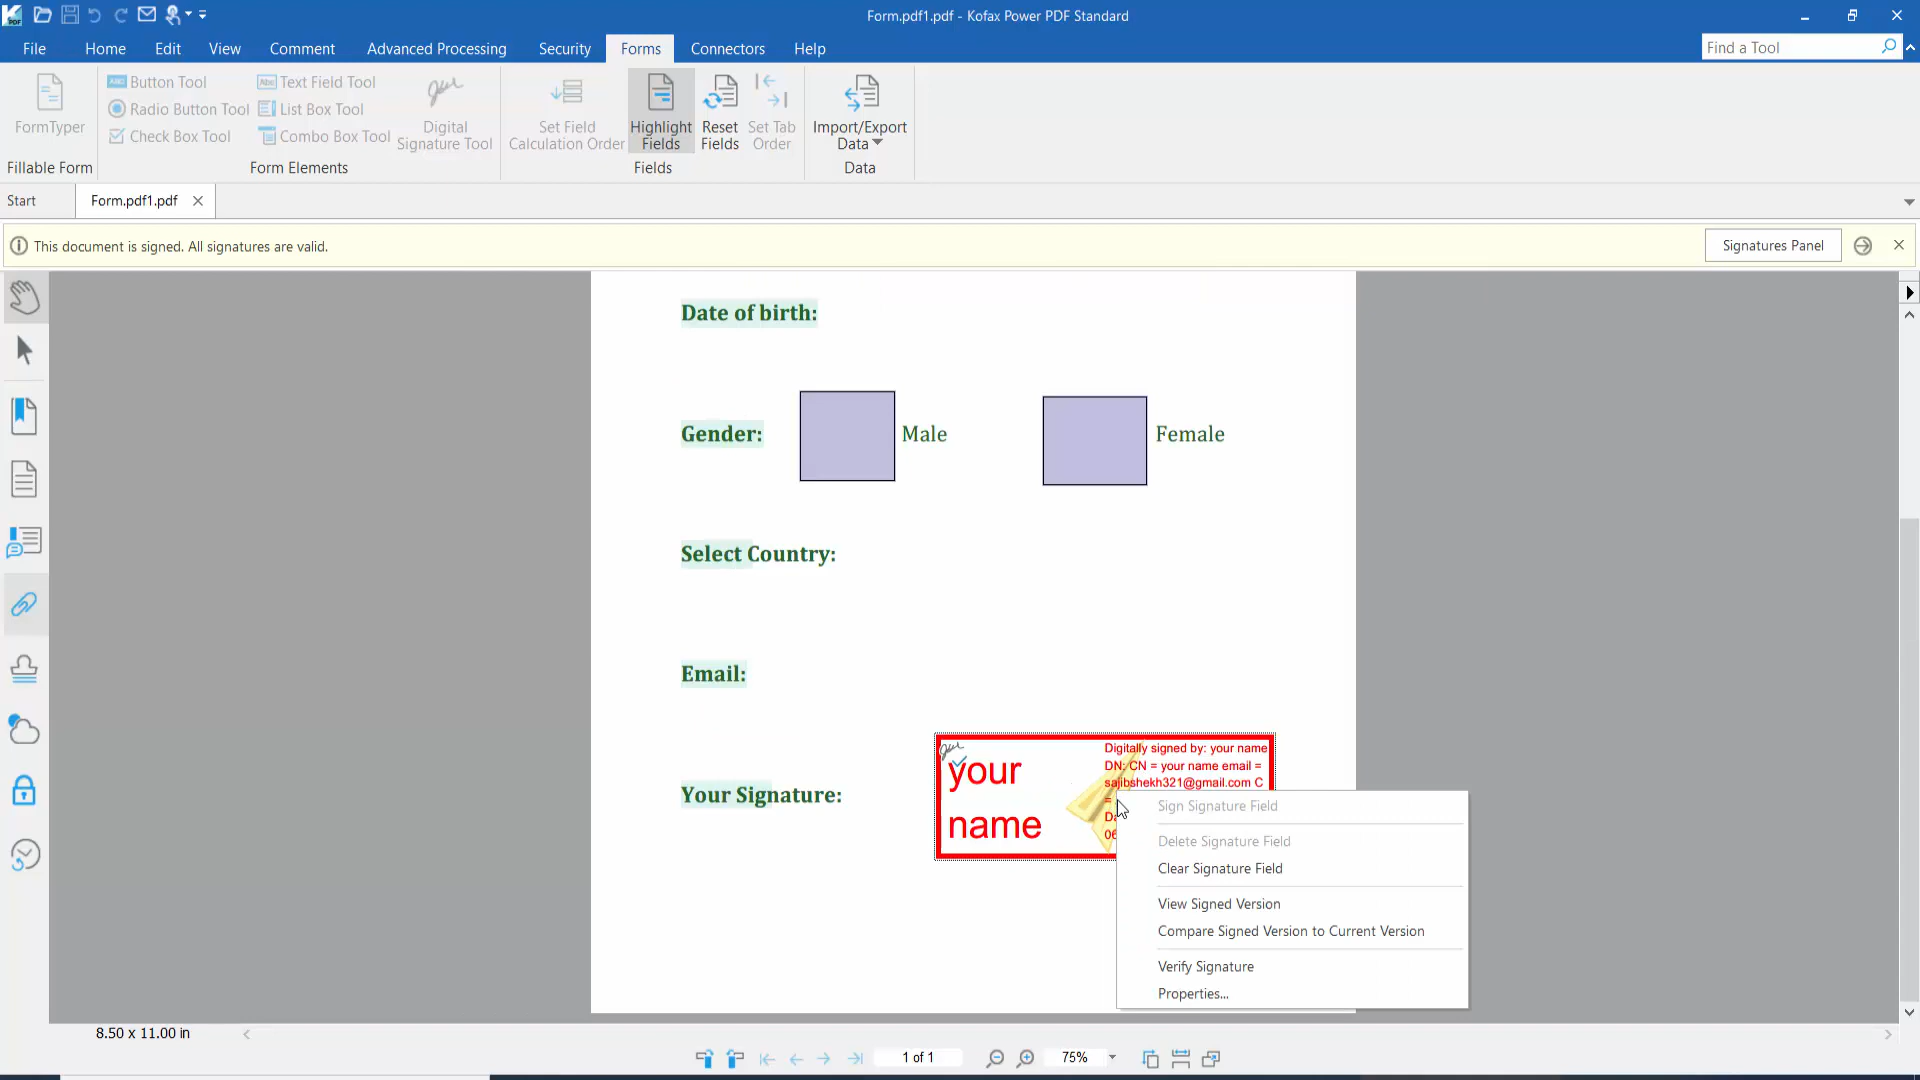 Form.pdf1.pdf - Kofax Power PDF Standard
File Home Edit View Comment Advanced Processing Security Forms Connectors Help
Find a Tool
FormTyper
Fillable Form
Button Tool
Radio Button Tool
Check Box Tool
Text Field Tool
List Box Tool
Combo Box Tool
Digital
Signature Tool
Form Elements
Set Field
Calculation Order
Highlight
Fields
Reset
Fields
Set Tab
Order
Fields
Import/Export
Data
Data
Start
Form.pdf1.pdf
This document is signed. All signatures are valid.
Signatures Panel
Date of birth:
Gender:
Male
Female
Select Country:
Email:
Your Signature:
your
name
Digitally signed by: your name
DN: CN = your name email =
sajibshekh321@gmail.com C
=
Da
06
Sign Signature Field
Delete Signature Field
Clear Signature Field
View Signed Version
Compare Signed Version to Current Version
Verify Signature
Properties...
8.50 x 11.00 in
1 of 1
75%